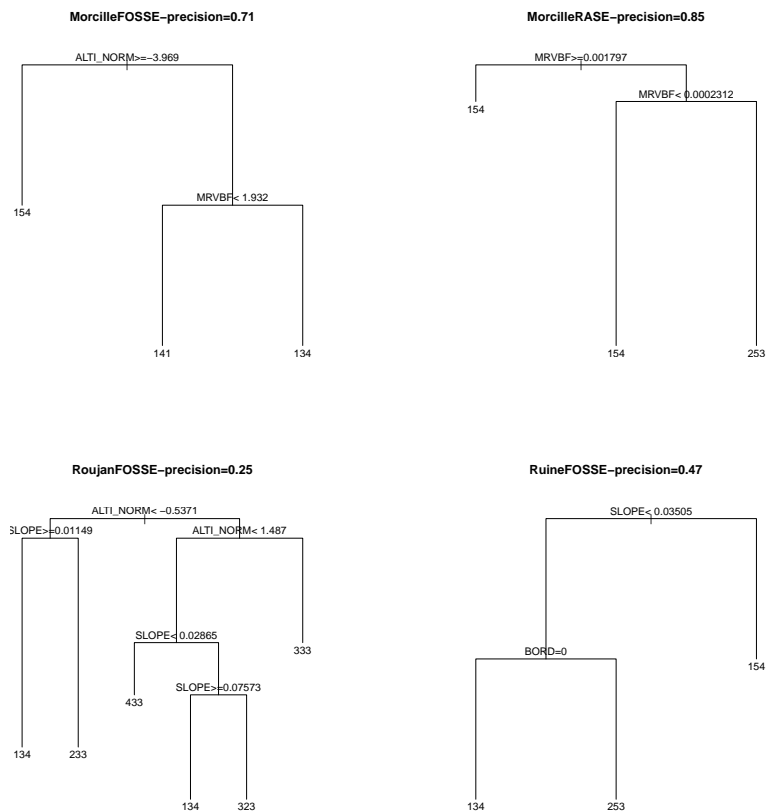 MorcilleFOSSE−precision=0.71
ALTI_NORM>=−3.969
154
MRVBF< 1.932
141
134
MorcilleRASE−precision=0.85
MRVBF>=0.001797
154
MRVBF< 0.0002312
154
253
RoujanFOSSE−precision=0.25
ALTI_NORM< −0.5371
SLOPE>=0.01149
ALTI_NORM< 1.487
SLOPE< 0.02865
333
433
SLOPE>=0.07573
134
233
134
323
RuineFOSSE−precision=0.47
SLOPE< 0.03505
BORD=0
154
134
253